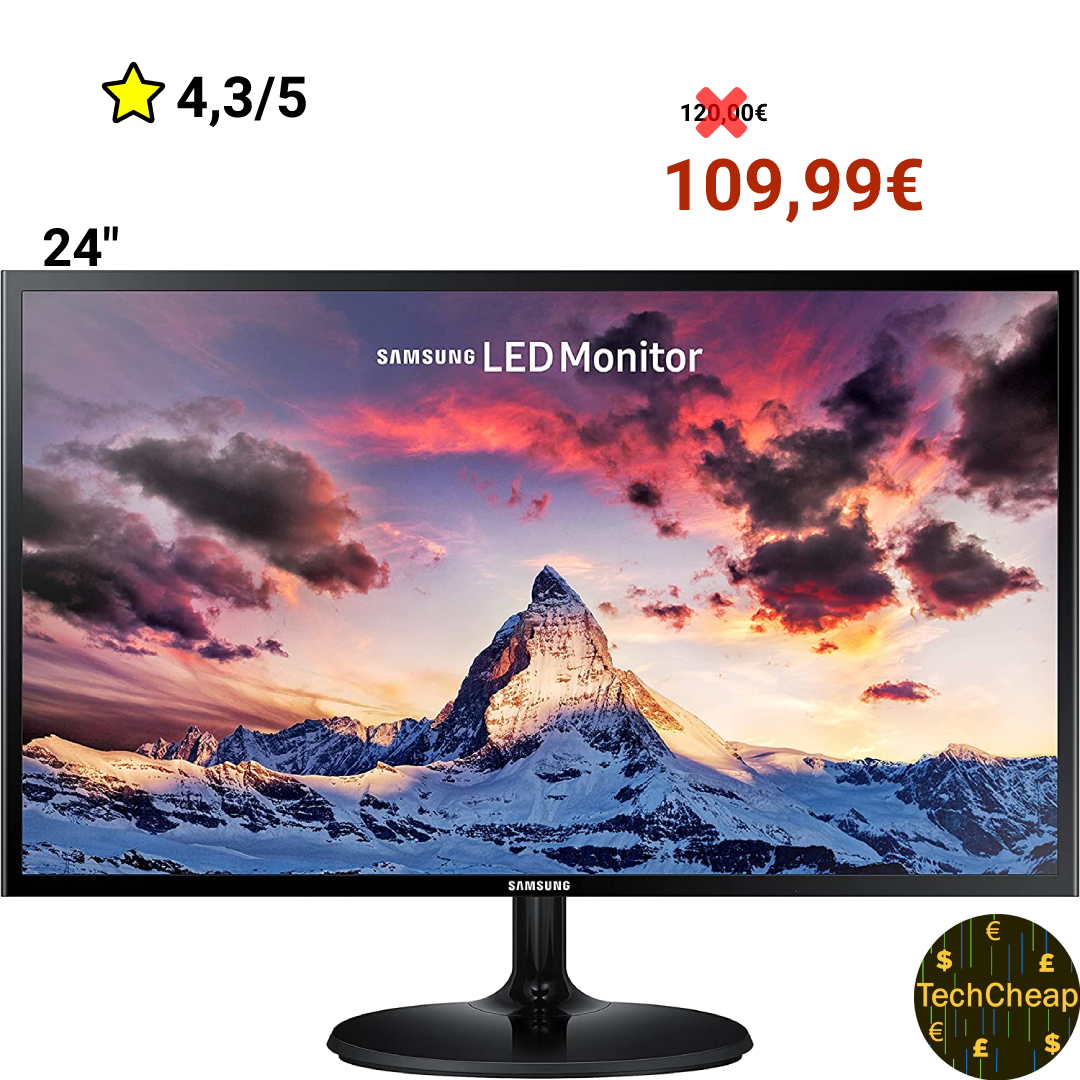 4,3/5
120,00€
109,99€
24"
SAMSUNG LED Monitor
SAMSUNG
€
$ £
TechCheap
€ £ $